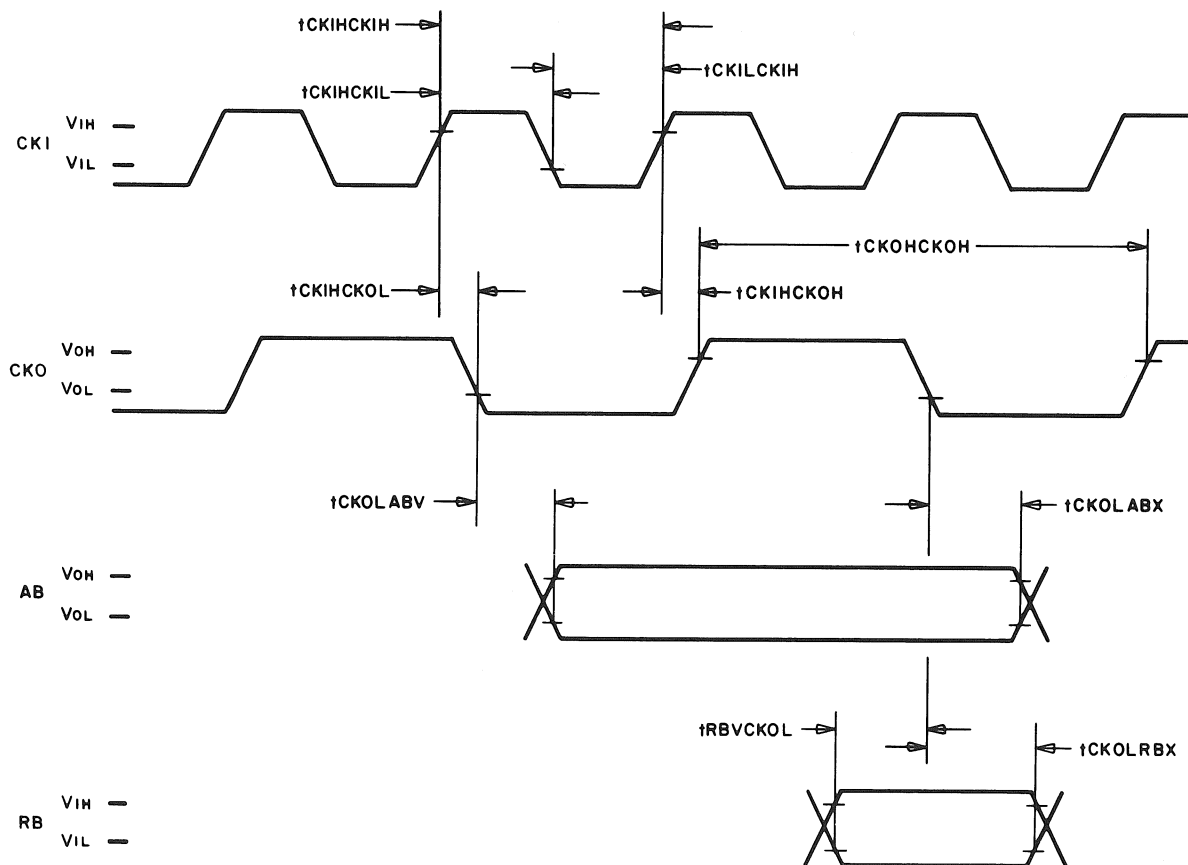 tCKIHCKIH
tCKILCKIH
tCKIHCKIL
VIH
CKI
VIL
tCKOHCKOH
tCKIHCKOL
tCKIHCKOH
VOH
CKO
VOL
tCKOLABV
tCKOLABX
VOH
AB
VOL
tRBVCKOL
tCKOLRBX
VIH
RB
VIL